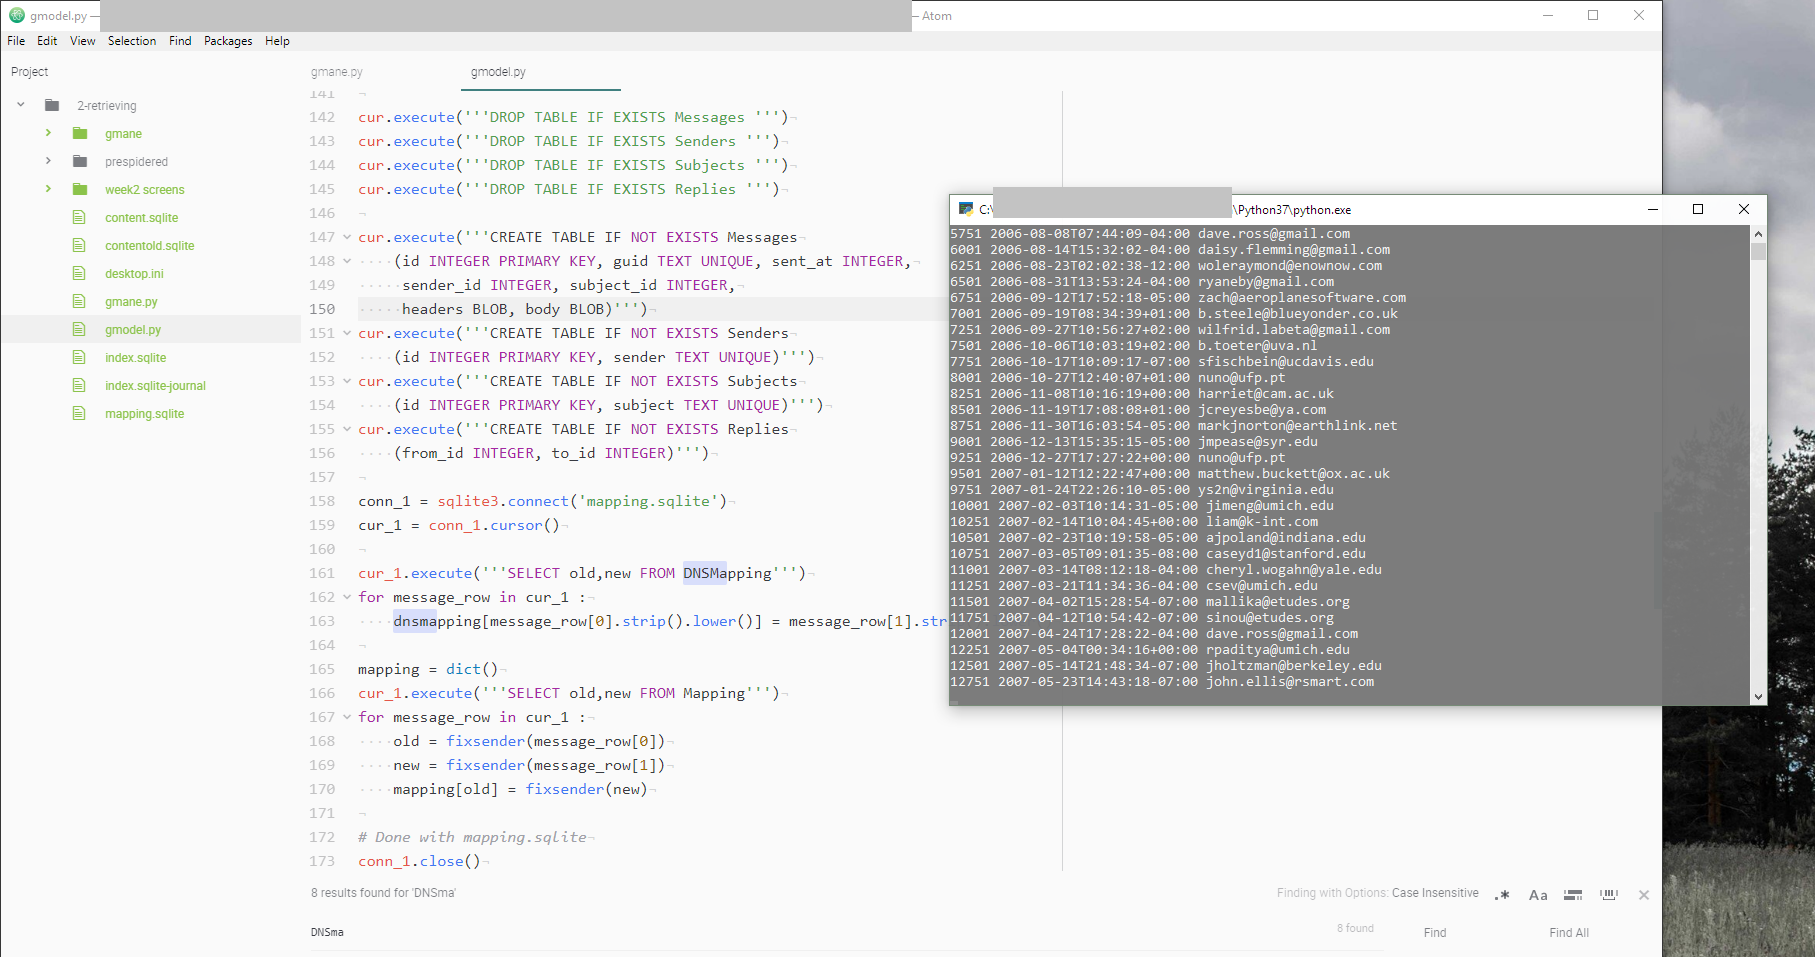 gmodel.py —
— Atom
File Edit View Selection Find Packages Help
Project
2-retrieving
gmane
prespidered
week2 screens
content.sqlite
contentold.sqlite
desktop.ini
gmane.py
gmodel.py
index.sqlite
index.sqlite-journal
mapping.sqlite
gmane.py gmodel.py
141
142 cur.execute('''DROP TABLE IF EXISTS Messages ''')
143 cur.execute('''DROP TABLE IF EXISTS Senders ''')
144 cur.execute('''DROP TABLE IF EXISTS Subjects ''')
145 cur.execute('''DROP TABLE IF EXISTS Replies ''')
146
147 cur.execute('''CREATE TABLE IF NOT EXISTS Messages
148 (id INTEGER PRIMARY KEY, guid TEXT UNIQUE, sent_at INTEGER,
149 sender_id INTEGER, subject_id INTEGER,
150 headers BLOB, body BLOB)''')
151 cur.execute('''CREATE TABLE IF NOT EXISTS Senders
152 (id INTEGER PRIMARY KEY, sender TEXT UNIQUE)''')
153 cur.execute('''CREATE TABLE IF NOT EXISTS Subjects
154 (id INTEGER PRIMARY KEY, subject TEXT UNIQUE)''')
155 cur.execute('''CREATE TABLE IF NOT EXISTS Replies
156 (from_id INTEGER, to_id INTEGER)''')
157
158 conn_1 = sqlite3.connect('mapping.sqlite')
159 cur_1 = conn_1.cursor()
160
161 cur_1.execute('''SELECT old,new FROM DNSMapping''')
162 for message_row in cur_1 :
163 dnsmapping[message_row[0].strip().lower()] = message_row[1].str
164
165 mapping = dict()
166 cur_1.execute('''SELECT old,new FROM Mapping''')
167 for message_row in cur_1 :
168 old = fixsender(message_row[0])
169 new = fixsender(message_row[1])
170 mapping[old] = fixsender(new)
171
172 # Done with mapping.sqlite
173 conn_1.close()
C:\ \Python37\python.exe
5751 2006-08-08T07:44:09-04:00 dave.ross@gmail.com
6001 2006-08-14T15:32:02-04:00 daisy.flemming@gmail.com
6251 2006-08-23T02:02:38-12:00 woleraymond@enownow.com
6501 2006-08-31T13:53:24-04:00 ryaneby@gmail.com
6751 2006-09-12T17:52:18-05:00 zach@aeroplanesoftware.com
7001 2006-09-19T08:34:39+01:00 b.steele@blueyonder.co.uk
7251 2006-09-27T10:56:27+02:00 wilfrid.labeta@gmail.com
7501 2006-10-06T10:03:19+02:00 b.toeter@uva.nl
7751 2006-10-17T10:09:17-07:00 sfischbein@ucdavis.edu
8001 2006-10-27T12:40:07+01:00 nuno@ufp.pt
8251 2006-11-08T10:16:19+00:00 harriet@cam.ac.uk
8501 2006-11-19T17:08:08+01:00 jcreyesbe@ya.com
8751 2006-11-30T16:03:54-05:00 markjnorton@earthlink.net
9001 2006-12-13T15:35:15-05:00 jmpease@syr.edu
9251 2006-12-27T17:27:22+00:00 nuno@ufp.pt
9501 2007-01-12T12:22:47+00:00 matthew.buckett@ox.ac.uk
9751 2007-01-24T22:26:10-05:00 ys2n@virginia.edu
10001 2007-02-03T10:14:31-05:00 jimeng@umich.edu
10251 2007-02-14T10:04:45+00:00 liam@k-int.com
10501 2007-02-23T10:19:58-05:00 ajpoland@indiana.edu
10751 2007-03-05T09:01:35-08:00 caseyd1@stanford.edu
11001 2007-03-14T08:12:18-04:00 cheryl.wogahn@yale.edu
11251 2007-03-21T11:34:36-04:00 csev@umich.edu
11501 2007-04-02T15:28:54-07:00 mallika@etudes.org
11751 2007-04-12T10:54:42-07:00 sinou@etudes.org
12001 2007-04-24T17:28:22-04:00 dave.ross@gmail.com
12251 2007-05-04T00:34:16+00:00 rpaditya@umich.edu
12501 2007-05-14T21:48:34-07:00 jholtzman@berkeley.edu
12751 2007-05-23T14:43:18-07:00 john.ellis@rsmart.com
8 results found for 'DNSma'
Finding with Options: Case Insensitive
.* Aa
DNSma
8 found
Find
Find All